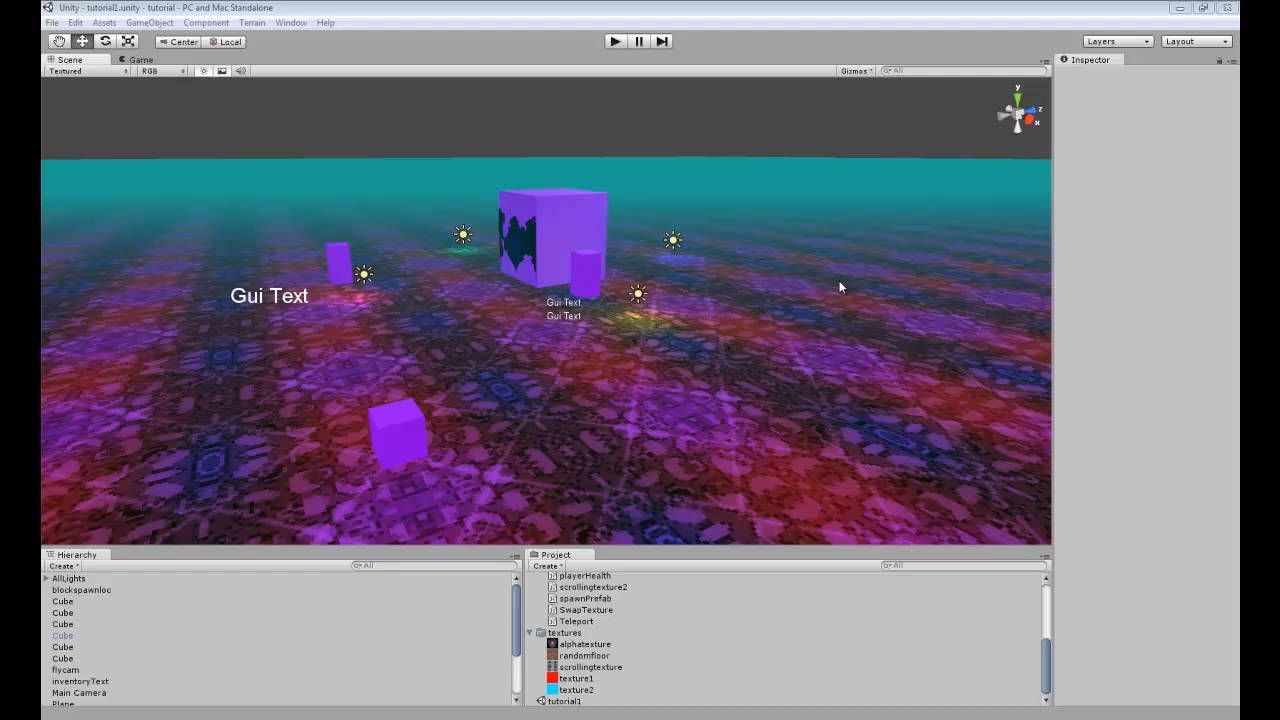 Unity - tutorial1.unity - tutorial - PC and Mac Standalone
File Edit Assets GameObject Component Terrain Window Help
Center Local Layers Layout
Scene Game Inspector
Textured RGB Gizmos All
y
z
x
Gui Text
Gui Text
Gui Text
Hierarchy Project
Create All Create All
AllLights
blockspawnloc
Cube
Cube
Cube
Cube
Cube
Cube
flycam
inventoryText
Main Camera
Plane
playerHealth
scrollingtexture2
spawnPrefab
SwapTexture
Teleport
textures
alphatexture
randomfloor
scrollingtexture
texture1
texture2
tutorial1